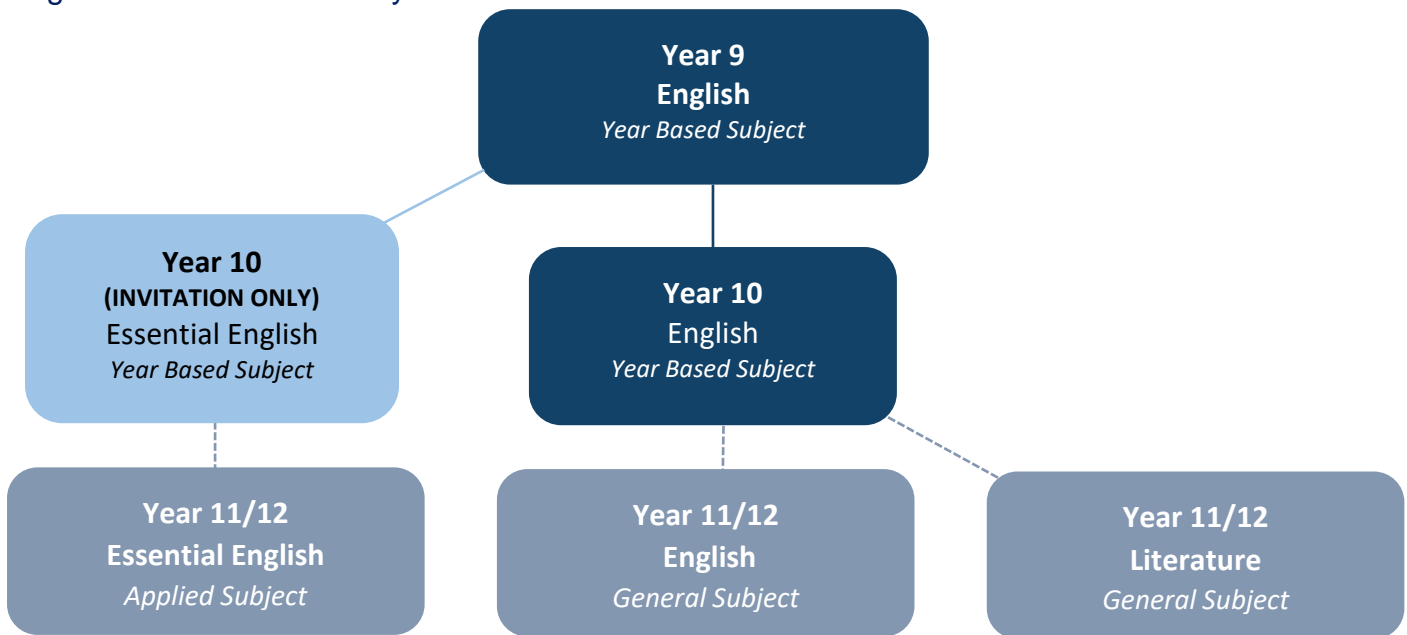 Year 9
English
Year Based Subject
Year 10
(INVITATION ONLY)
Essential English
Year Based Subject
Year 10
English
Year Based Subject
Year 11/12
Essential English
Applied Subject
Year 11/12
English
General Subject
Year 11/12
Literature
General Subject